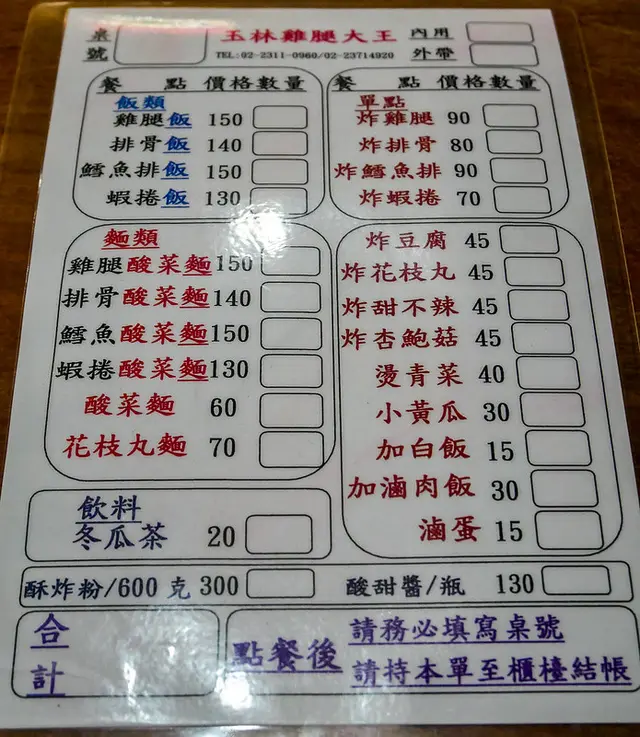 桌號
玉林雞腿大王
TEL:02-2311-0960/02-23714920
內用
外帶
餐 點 價格 數量
飯類
雞腿飯 150
排骨飯 140
鱈魚排飯 150
蝦捲飯 130
餐 點 價格 數量
單點
炸雞腿 90
炸排骨 80
炸鱈魚排 90
炸蝦捲 70
麵類
雞腿酸菜麵 150
排骨酸菜麵 140
鱈魚酸菜麵 150
蝦捲酸菜麵 130
酸菜麵 60
花枝丸麵 70
炸豆腐 45
炸花枝丸 45
炸甜不辣 45
炸杏鮑菇 45
燙青菜 40
小黃瓜 30
加白飯 15
加滷肉飯 30
滷蛋 15
飲料
冬瓜茶 20
酥炸粉/600 克 300
酸甜醬/瓶 130
合計
點餐後
請務必填寫桌號
請持本單至櫃檯結帳